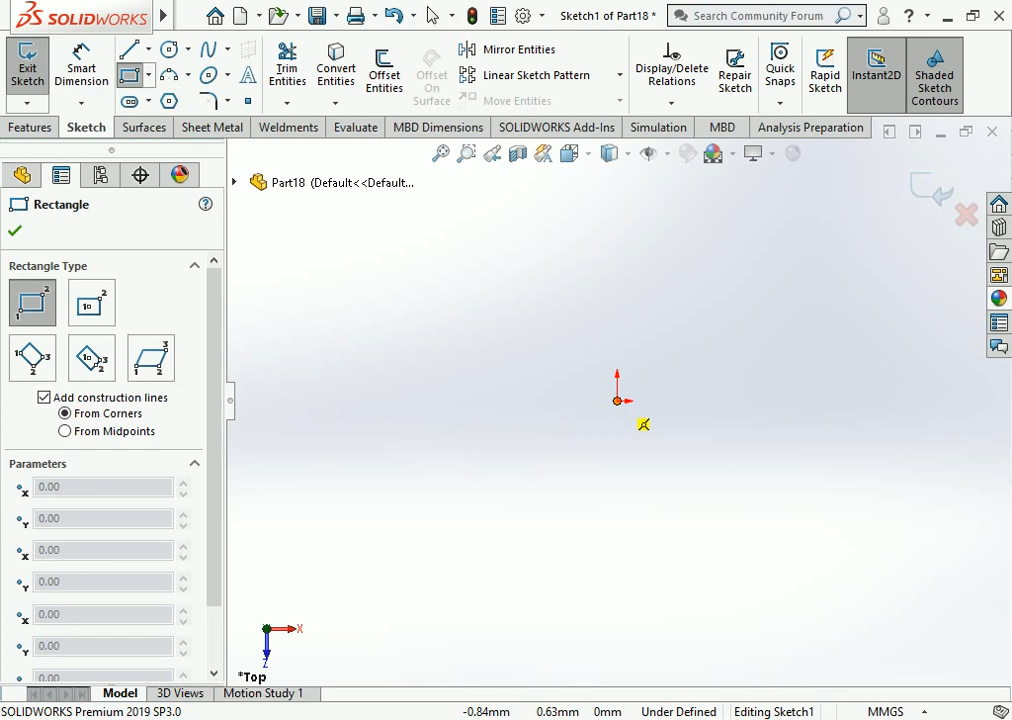 SOLIDWORKS
Sketch1 of Part18 *
Search Community Forum
?
Exit Sketch
Smart Dimension
Trim Entities
Convert Entities
Offset Entities
Offset On Surface
Mirror Entities
Linear Sketch Pattern
Move Entities
Display/Delete Relations
Repair Sketch
Quick Snaps
Rapid Sketch
Instant2D
Shaded Sketch Contours
Features
Sketch
Surfaces
Sheet Metal
Weldments
Evaluate
MBD Dimensions
SOLIDWORKS Add-Ins
Simulation
MBD
Analysis Preparation
Part18 (Default<<Default...
Rectangle
?
Rectangle Type
Add construction lines
From Corners
From Midpoints
Parameters
x 0.00
Y 0.00
x 0.00
Y 0.00
x 0.00
Y 0.00
0.00
X
Z
*Top
Model
3D Views
Motion Study 1
SOLIDWORKS Premium 2019 SP3.0
-0.84mm
0.63mm
0mm
Under Defined
Editing Sketch1
MMGS